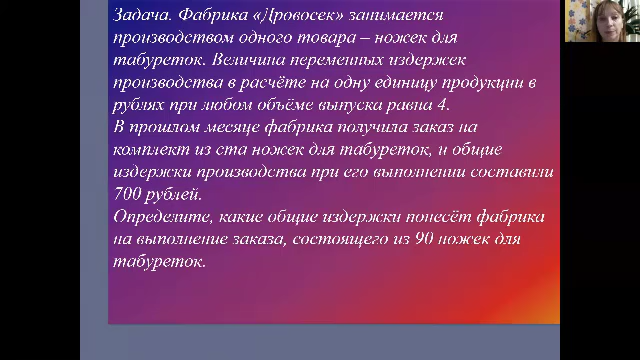 Задача. Фабрика «Дровосек» занимается
производством одного товара – ножек для
табуреток. Величина переменных издержек
производства в расчёте на одну единицу продукции в
рублях при любом объёме выпуска равна 4.
В прошлом месяце фабрика получила заказ на
комплект из ста ножек для табуреток, и общие
издержки производства при его выполнении составили
700 рублей.
Определите, какие общие издержки понесёт фабрика
на выполнение заказа, состоящего из 90 ножек для
табуреток.